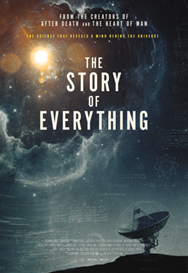 FROM THE CREATORS OF
AFTER DEATH AND THE HEART OF MAN
THE SCIENCE THAT REVEALS A MIND BEHIND THE UNIVERSE
THE
STORY
OF
EVERYTHING